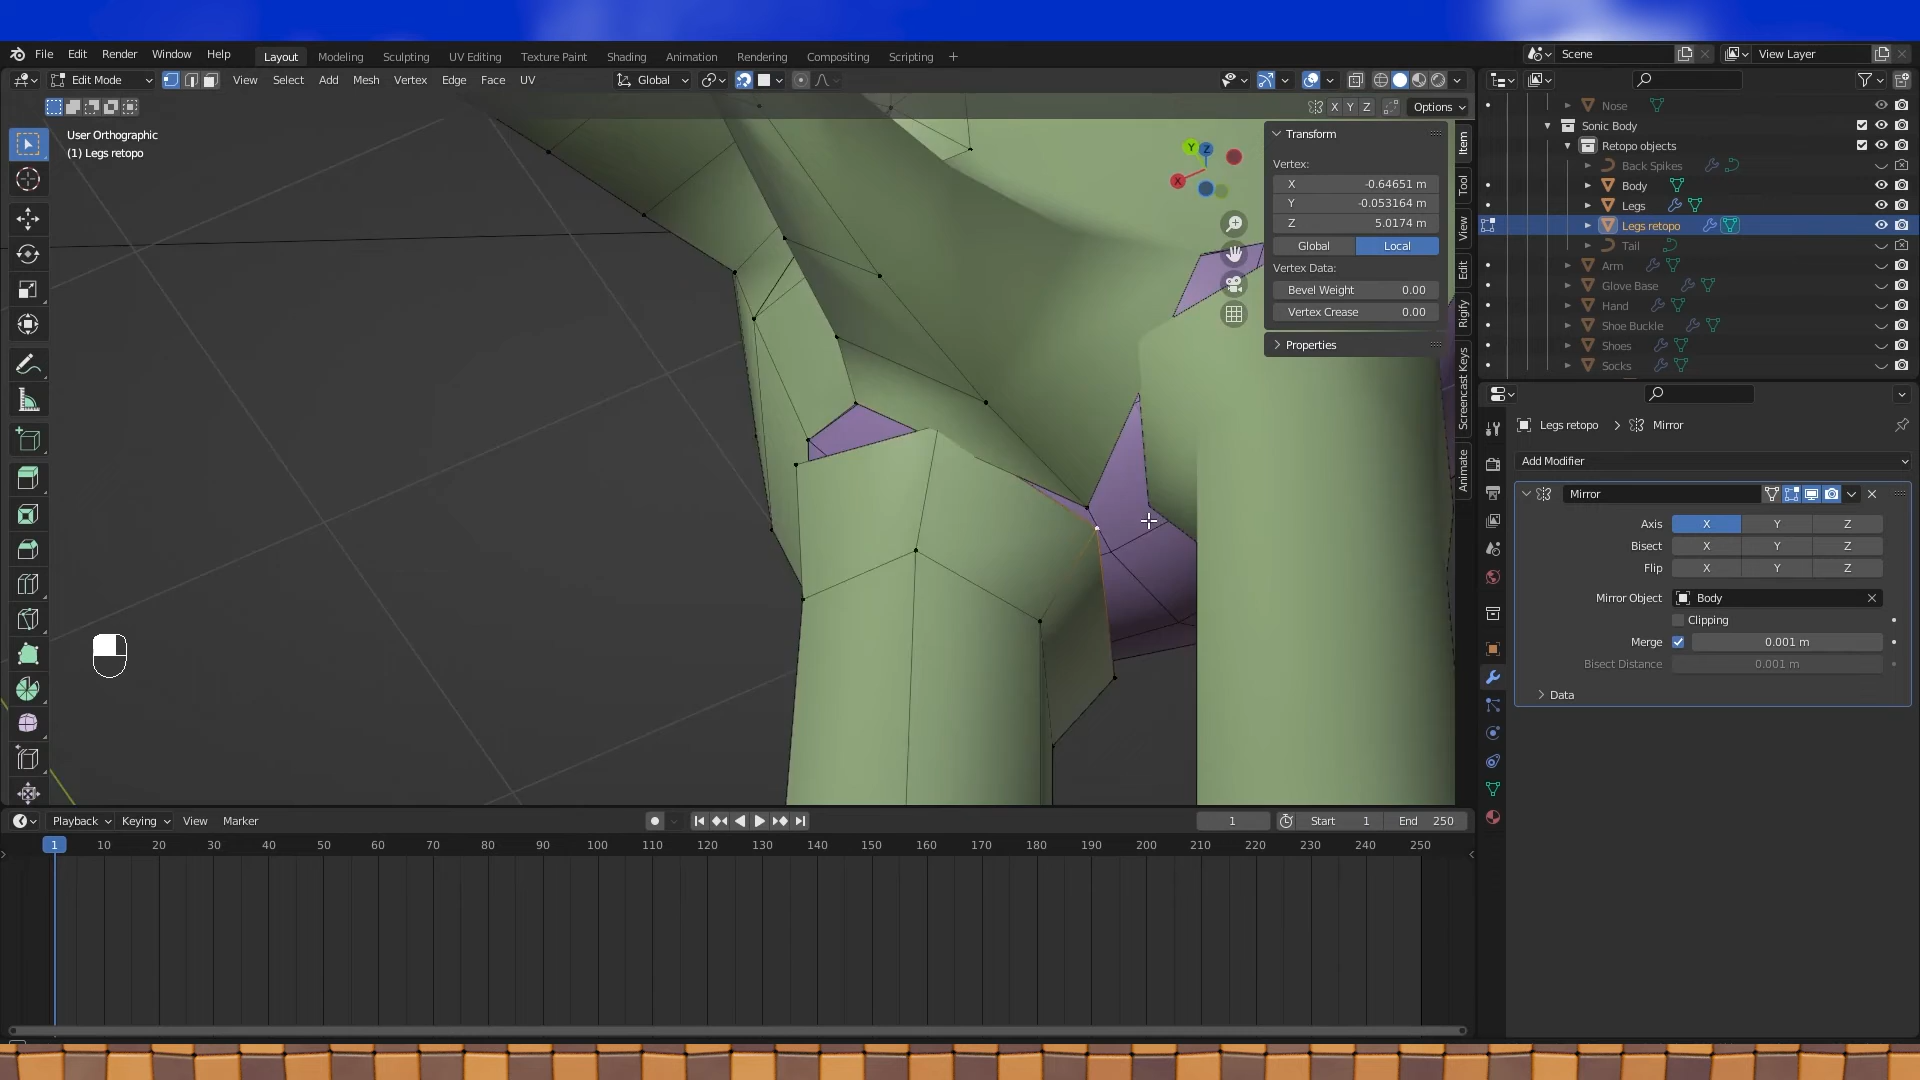 File Edit Render Window Help Layout Modeling Sculpting UV Editing Texture Paint Shading Animation Rendering Compositing Scripting + Scene View Layer
Edit Mode View Select Add Mesh Vertex Edge Face UV Global
X Y Z Options
User Orthographic
(1) Legs retopo
Transform
Vertex:
X -0.64651 m
Y -0.053164 m
Z 5.0174 m
Global Local
Vertex Data:
Bevel Weight 0.00
Vertex Crease 0.00
Properties
Y Z X
Item
Tool
View
Edit
Rigify
Screencast Keys
Animate
Nose
Sonic Body
Retopo objects
Back Spikes
Body
Legs
Legs retopo
Tail
Arm
Glove Base
Hand
Shoe Buckle
Shoes
Socks
Legs retopo > Mirror
Add Modifier
Mirror
Axis X Y Z
Bisect X Y Z
Flip X Y Z
Mirror Object Body
Clipping
Merge 0.001 m
Bisect Distance 0.001 m
Data
Playback Keying View Marker 1 Start 1 End 250
1 10 20 30 40 50 60 70 80 90 100 110 120 130 140 150 160 170 180 190 200 210 220 230 240 250